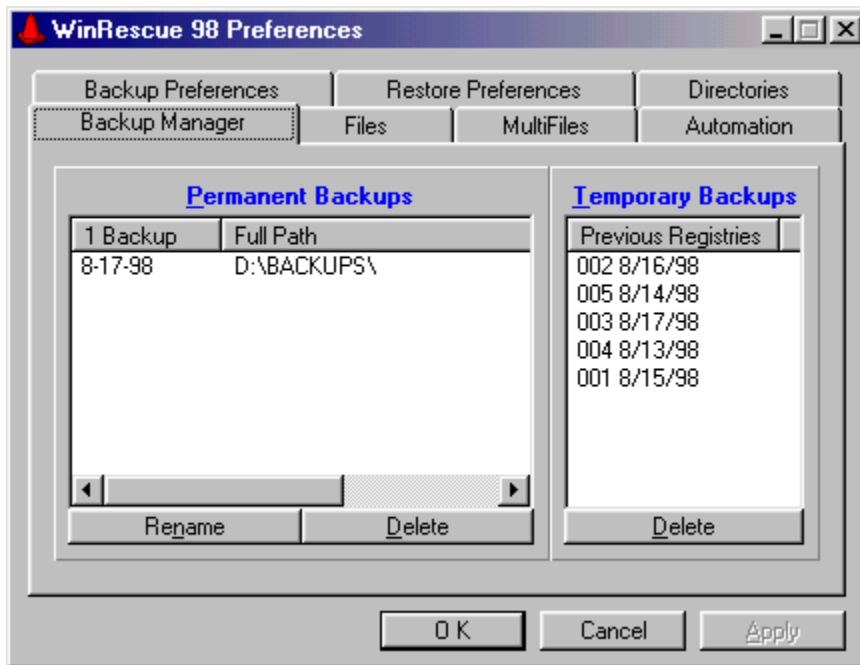 WinRescue 98 Preferences
Backup Preferences Restore Preferences Directories
Backup Manager Files MultiFiles Automation
Permanent Backups
1 Backup Full Path
8-17-98 D:\BACKUPS\
Rename Delete
Temporary Backups
Previous Registries
002 8/16/98
005 8/14/98
003 8/17/98
004 8/13/98
001 8/15/98
Delete
O K Cancel Apply